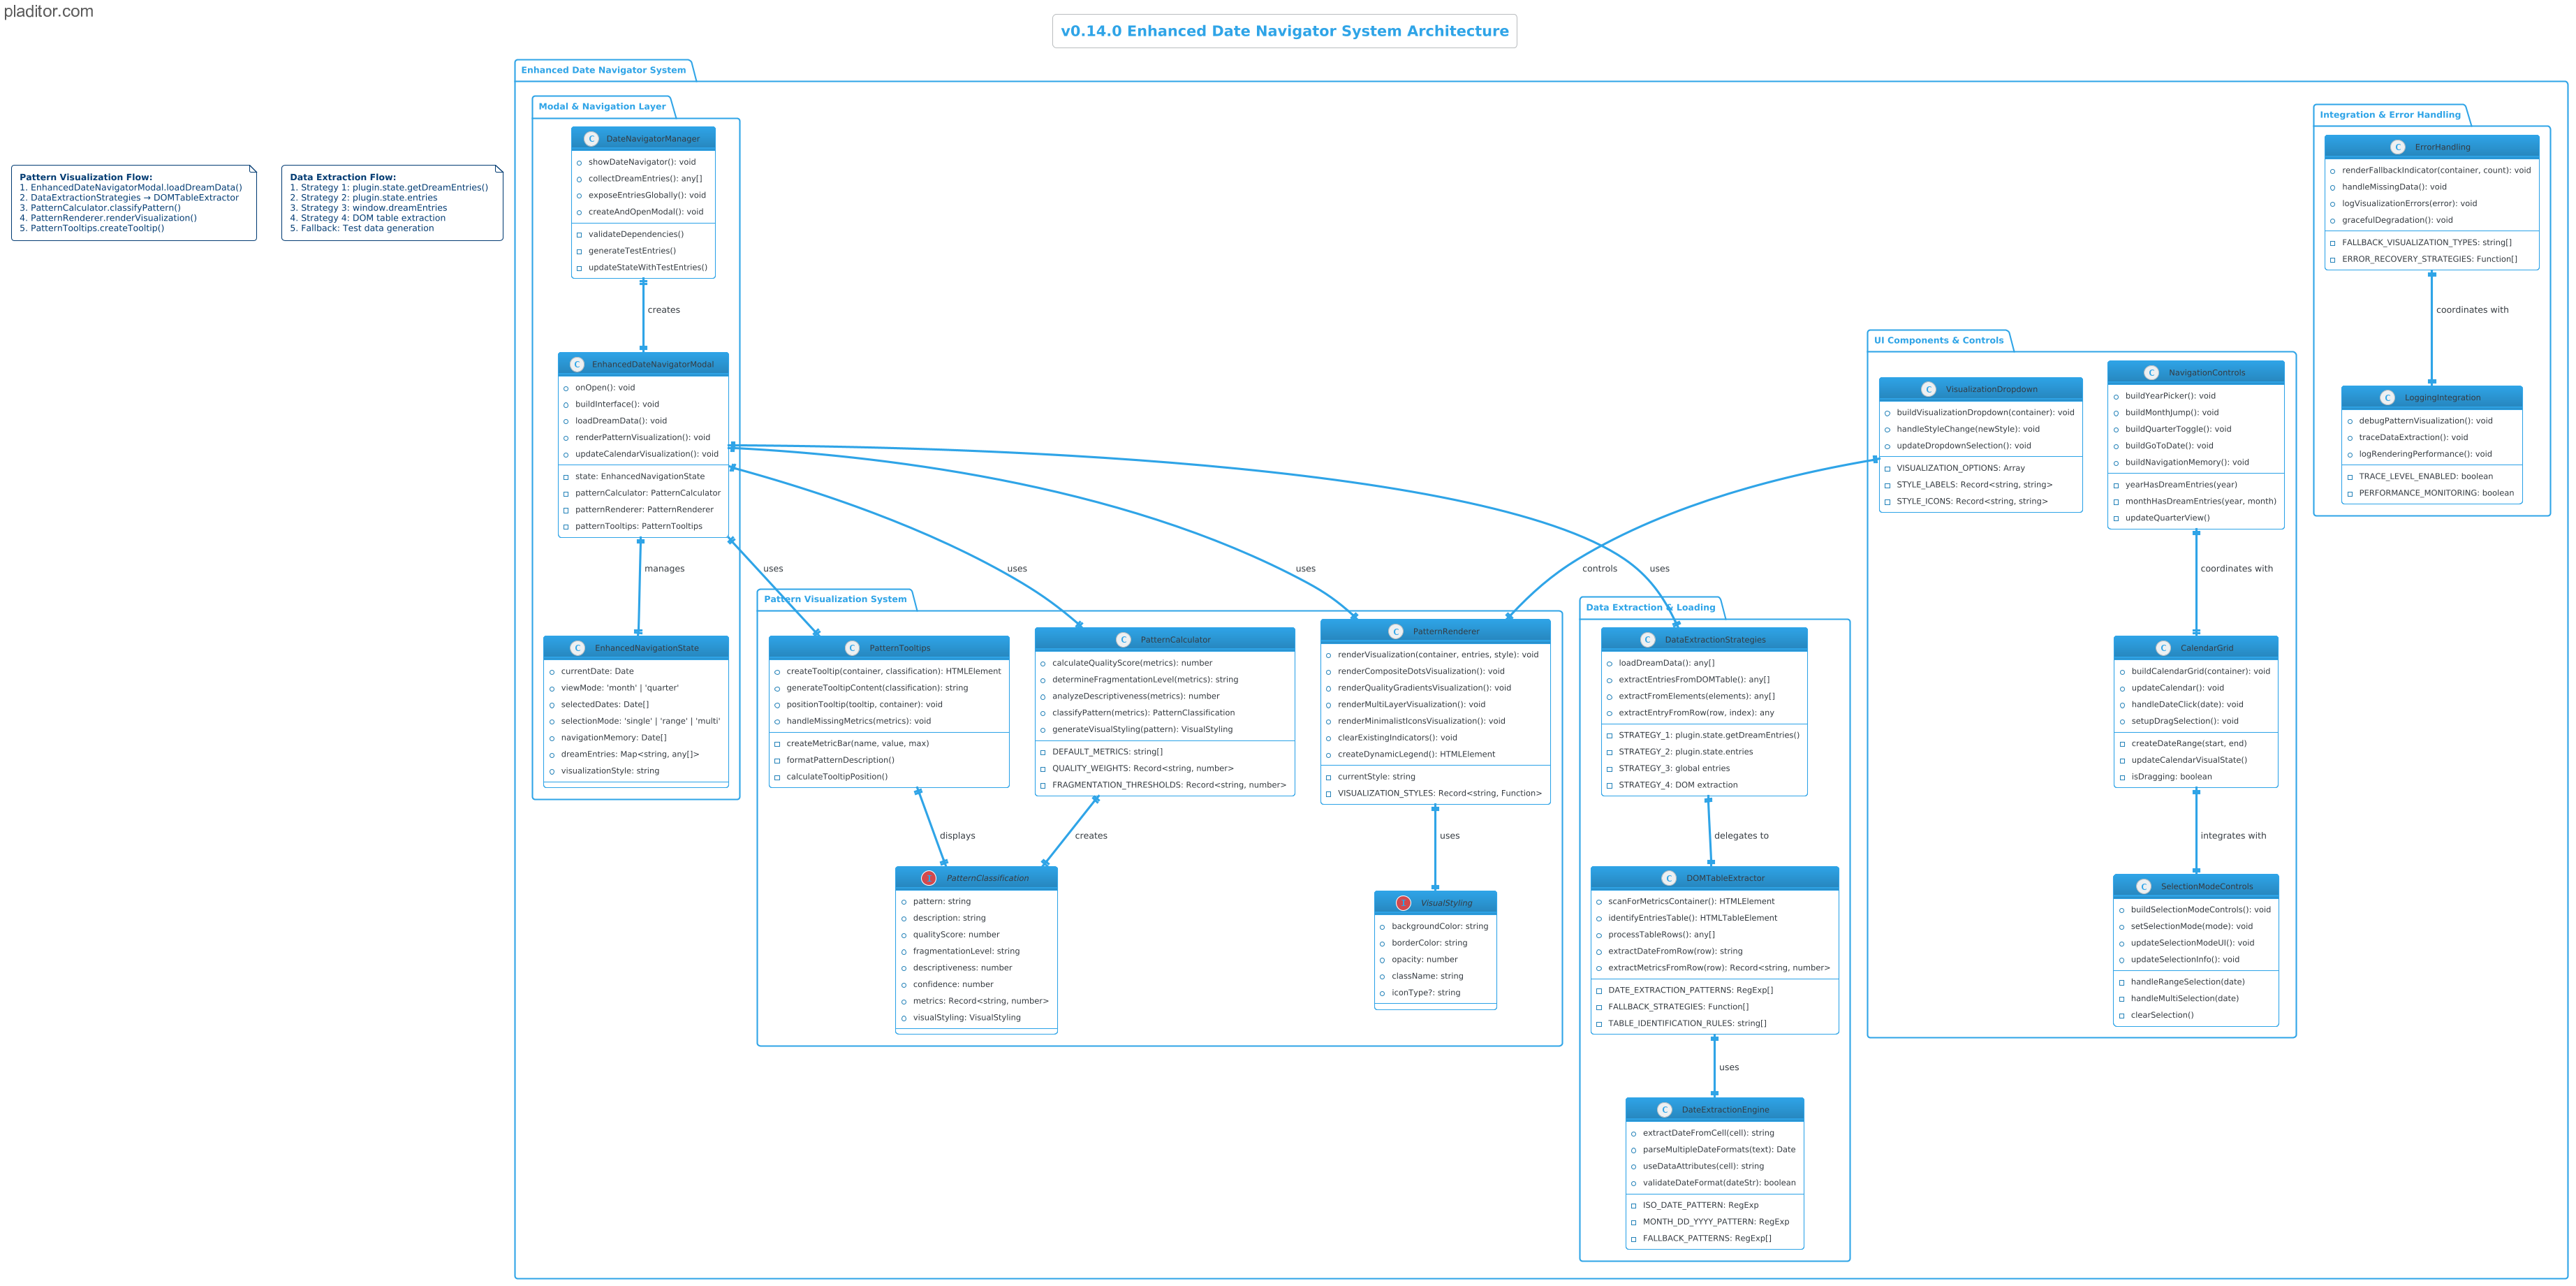 pladitor.com
v0.14.0 Enhanced Date Navigator System Architecture
Pattern Visualization Flow:
1. EnhancedDateNavigatorModal.loadDreamData()
2. DataExtractionStrategies → DOMTableExtractor
3. PatternCalculator.classifyPattern()
4. PatternRenderer.renderVisualization()
5. PatternTooltips.createTooltip()
Data Extraction Flow:
1. Strategy 1: plugin.state.getDreamEntries()
2. Strategy 2: plugin.state.entries
3. Strategy 3: window.dreamEntries
4. Strategy 4: DOM table extraction
5. Fallback: Test data generation
Enhanced Date Navigator System
Modal & Navigation Layer
C DateNavigatorManager
showDateNavigator(): void
collectDreamEntries(): any[]
exposeEntriesGlobally(): void
createAndOpenModal(): void
validateDependencies()
generateTestEntries()
updateStateWithTestEntries()
creates
C EnhancedDateNavigatorModal
onOpen(): void
buildInterface(): void
loadDreamData(): void
renderPatternVisualization(): void
updateCalendarVisualization(): void
state: EnhancedNavigationState
patternCalculator: PatternCalculator
patternRenderer: PatternRenderer
patternTooltips: PatternTooltips
manages
uses
uses
uses
controls
uses
C EnhancedNavigationState
currentDate: Date
viewMode: 'month' | 'quarter'
selectedDates: Date[]
selectionMode: 'single' | 'range' | 'multi'
navigationMemory: Date[]
dreamEntries: Map<string, any[]>
visualizationStyle: string
Pattern Visualization System
C PatternTooltips
createTooltip(container, classification): HTMLElement
generateTooltipContent(classification): string
positionTooltip(tooltip, container): void
handleMissingMetrics(metrics): void
createMetricBar(name, value, max)
formatPatternDescription()
calculateTooltipPosition()
C PatternCalculator
calculateQualityScore(metrics): number
determineFragmentationLevel(metrics): string
analyzeDescriptiveness(metrics): number
classifyPattern(metrics): PatternClassification
generateVisualStyling(pattern): VisualStyling
DEFAULT_METRICS: string[]
QUALITY_WEIGHTS: Record<string, number>
FRAGMENTATION_THRESHOLDS: Record<string, number>
C PatternRenderer
renderVisualization(container, entries, style): void
renderCompositeDotsVisualization(): void
renderQualityGradientsVisualization(): void
renderMultiLayerVisualization(): void
renderMinimalistIconsVisualization(): void
clearExistingIndicators(): void
createDynamicLegend(): HTMLElement
currentStyle: string
VISUALIZATION_STYLES: Record<string, Function>
displays
creates
uses
I PatternClassification
pattern: string
description: string
qualityScore: number
fragmentationLevel: string
descriptiveness: number
confidence: number
metrics: Record<string, number>
visualStyling: VisualStyling
I VisualStyling
backgroundColor: string
borderColor: string
opacity: number
className: string
iconType?: string
Data Extraction & Loading
C DataExtractionStrategies
loadDreamData(): any[]
extractEntriesFromDOMTable(): any[]
extractFromElements(elements): any[]
extractEntryFromRow(row, index): any
STRATEGY_1: plugin.state.getDreamEntries()
STRATEGY_2: plugin.state.entries
STRATEGY_3: global entries
STRATEGY_4: DOM extraction
delegates to
C DOMTableExtractor
scanForMetricsContainer(): HTMLElement
identifyEntriesTable(): HTMLTableElement
processTableRows(): any[]
extractDateFromRow(row): string
extractMetricsFromRow(row): Record<string, number>
DATE_EXTRACTION_PATTERNS: RegExp[]
FALLBACK_STRATEGIES: Function[]
TABLE_IDENTIFICATION_RULES: string[]
uses
C DateExtractionEngine
extractDateFromCell(cell): string
parseMultipleDateFormats(text): Date
useDataAttributes(cell): string
validateDateFormat(dateStr): boolean
ISO_DATE_PATTERN: RegExp
MONTH_DD_YYYY_PATTERN: RegExp
FALLBACK_PATTERNS: RegExp[]
UI Components & Controls
C VisualizationDropdown
buildVisualizationDropdown(container): void
handleStyleChange(newStyle): void
updateDropdownSelection(): void
VISUALIZATION_OPTIONS: Array
STYLE_LABELS: Record<string, string>
STYLE_ICONS: Record<string, string>
C NavigationControls
buildYearPicker(): void
buildMonthJump(): void
buildQuarterToggle(): void
buildGoToDate(): void
buildNavigationMemory(): void
yearHasDreamEntries(year)
monthHasDreamEntries(year, month)
updateQuarterView()
coordinates with
C CalendarGrid
buildCalendarGrid(container): void
updateCalendar(): void
handleDateClick(date): void
setupDragSelection(): void
createDateRange(start, end)
updateCalendarVisualState()
isDragging: boolean
integrates with
C SelectionModeControls
buildSelectionModeControls(): void
setSelectionMode(mode): void
updateSelectionModeUI(): void
updateSelectionInfo(): void
handleRangeSelection(date)
handleMultiSelection(date)
clearSelection()
Integration & Error Handling
C ErrorHandling
renderFallbackIndicator(container, count): void
handleMissingData(): void
logVisualizationErrors(error): void
gracefulDegradation(): void
FALLBACK_VISUALIZATION_TYPES: string[]
ERROR_RECOVERY_STRATEGIES: Function[]
coordinates with
C LoggingIntegration
debugPatternVisualization(): void
traceDataExtraction(): void
logRenderingPerformance(): void
TRACE_LEVEL_ENABLED: boolean
PERFORMANCE_MONITORING: boolean